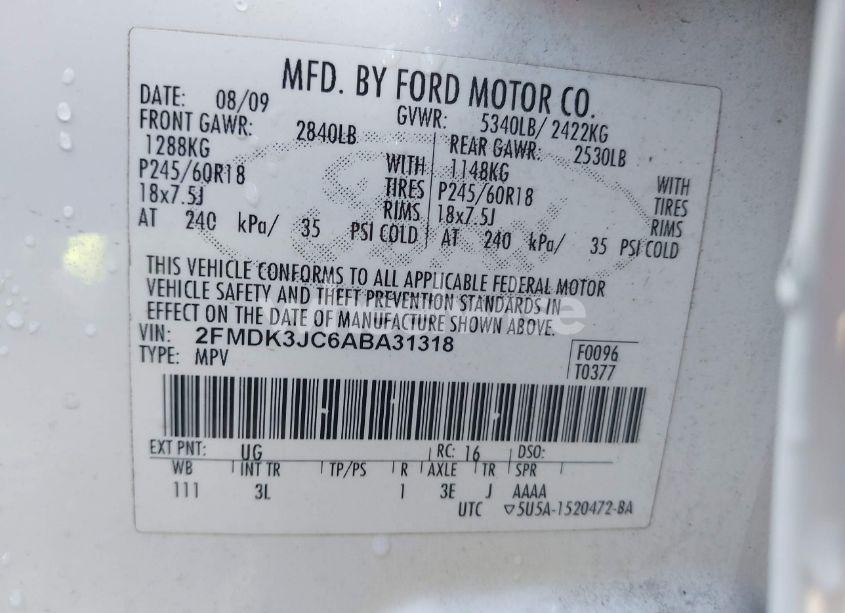 MFD. BY FORD MOTOR CO.
DATE: 08/09 GVWR: 5340LB/ 2422KG
FRONT GAWR: 2840LB REAR GAWR: 2530LB
1288KG WITH 1148KG WITH
P245/60R18 TIRES P245/60R18 TIRES
18x7.5J RIMS 18x7.5J RIMS
AT 240 kPa/ 35 PSI COLD AT 240 kPa/ 35 PSI COLD
THIS VEHICLE CONFORMS TO ALL APPLICABLE FEDERAL MOTOR
VEHICLE SAFETY AND THEFT PREVENTION STANDARDS IN
EFFECT ON THE DATE OF MANUFACTURE SHOWN ABOVE.
VIN: 2FMDK3JC6ABA31318
TYPE: MPV
F0096
T0377
EXT PNT: UG RC: 16 DSO:
WB INT TR TP/PS R AXLE TR SPR
111 3L 1 3E J AAAA
UTC ▽5U5A-1520472-BA